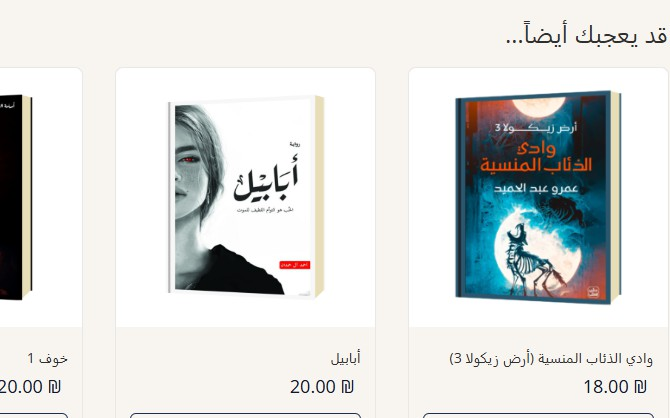 قد يعجبك أيضاً...
أرض زيكولا 3
وادي
الذئاب المنسية
عمرو عبد الحميد
وادي الذئاب المنسية (أرض زيكولا 3)
18.00 ₪
رواية
أبابيل
أبابيل
20.00 ₪
خوف 1
20.00 ₪